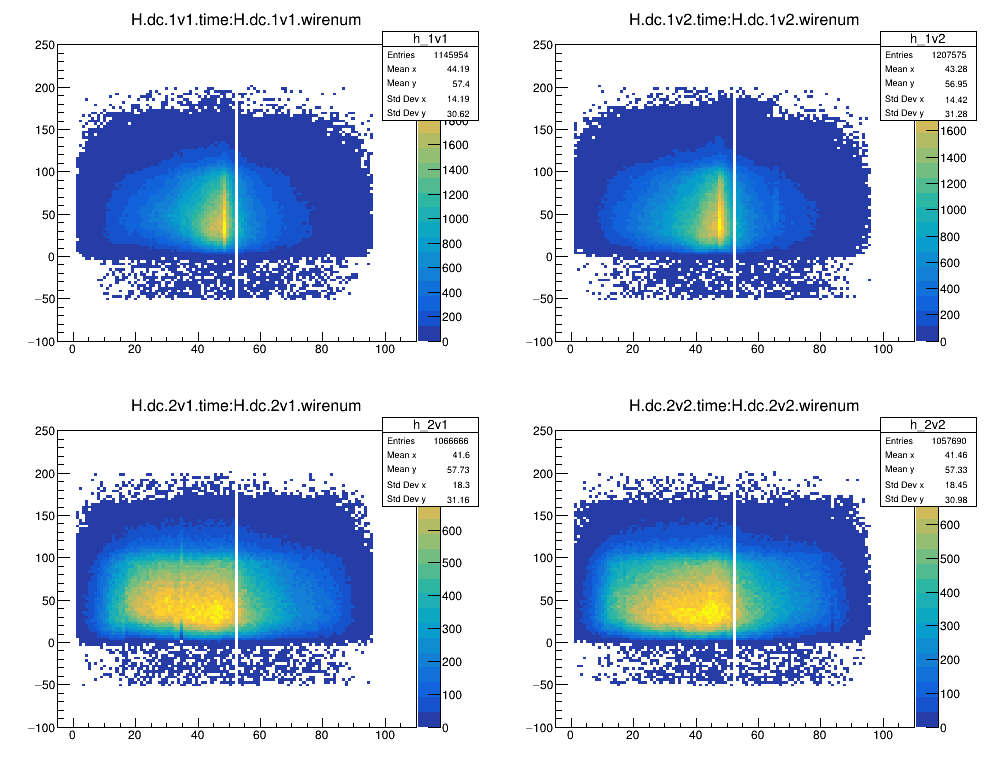 H.dc.1v1.time:H.dc.1v1.wirenum
h_1v1
Entries 1145954
Mean x 44.19
Mean y 57.4
Std Dev x 14.19
Std Dev y 30.62
250
200
150
100
50
0
−50
−100
0 20 40 60 80 100
1800
1600
1400
1200
1000
800
600
400
200
0
H.dc.1v2.time:H.dc.1v2.wirenum
h_1v2
Entries 1207575
Mean x 43.28
Mean y 56.95
Std Dev x 14.42
Std Dev y 31.28
250
200
150
100
50
0
−50
−100
0 20 40 60 80 100
1600
1400
1200
1000
800
600
400
200
0
H.dc.2v1.time:H.dc.2v1.wirenum
h_2v1
Entries 1066666
Mean x 41.6
Mean y 57.73
Std Dev x 18.3
Std Dev y 31.16
250
200
150
100
50
0
−50
−100
0 20 40 60 80 100
600
500
400
300
200
100
0
H.dc.2v2.time:H.dc.2v2.wirenum
h_2v2
Entries 1057690
Mean x 41.46
Mean y 57.33
Std Dev x 18.45
Std Dev y 30.98
250
200
150
100
50
0
−50
−100
0 20 40 60 80 100
600
500
400
300
200
100
0